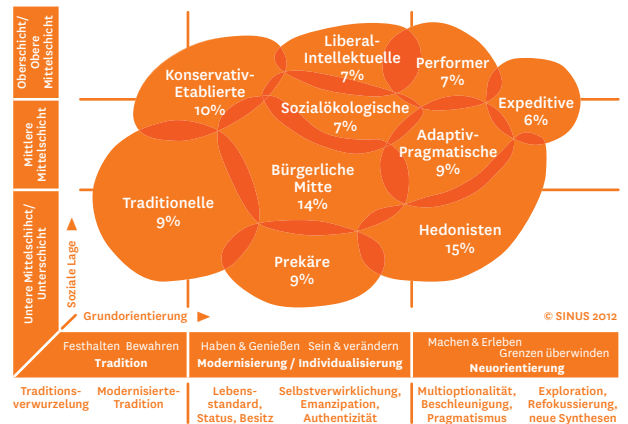 Oberschicht/
Obere
Mittelschicht
Mittlere
Mittelschicht
Untere Mittelschihct/
Unterschicht
Soziale Lage
Grundorientierung
Konservativ-
Etablierte
10%
Liberal-
Intellektuelle
7%
Performer
7%
Expeditive
6%
Sozialökologische
7%
Adaptiv-
Pragmatische
9%
Bürgerliche
Mitte
14%
Traditionelle
9%
Hedonisten
15%
Prekäre
9%
© SINUS 2012
Festhalten Bewahren
Tradition
Haben & Genießen Sein & verändern
Modernisierung / Individualisierung
Machen & Erleben
Grenzen überwinden
Neuorientierung
Traditions-
verwurzelung
Modernisierte-
Tradition
Lebens-
standard,
Status, Besitz
Selbstverwirklichung,
Emanzipation,
Authentizität
Multioptionalität,
Beschleunigung,
Pragmatismus
Exploration,
Refokussierung,
neue Synthesen